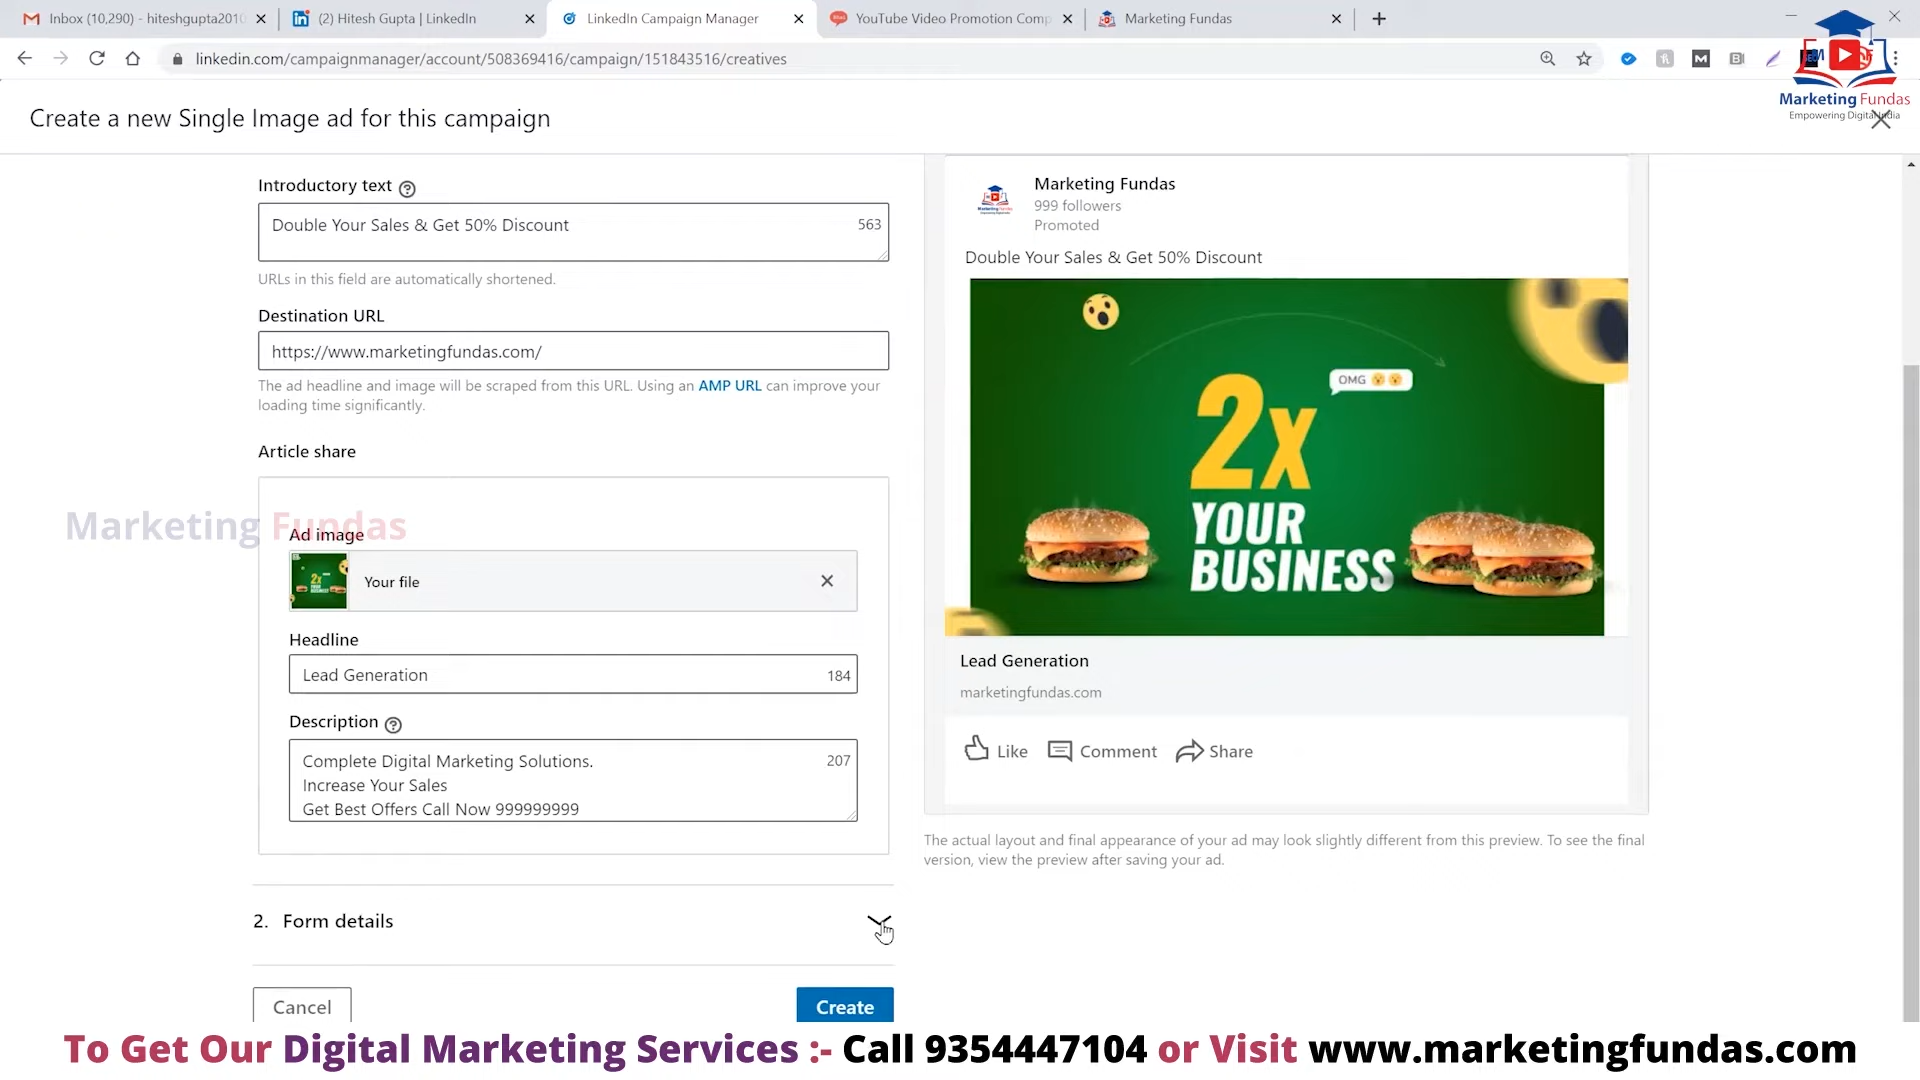 Inbox (10,290) - hiteshgupta2010
(2) Hitesh Gupta | LinkedIn
LinkedIn Campaign Manager
YouTube Video Promotion Comp
Marketing Fundas
linkedin.com/campaignmanager/account/508369416/campaign/151843516/creatives
Marketing Fundas
Empowering Digital India
Create a new Single Image ad for this campaign
Introductory text
Double Your Sales & Get 50% Discount
563
URLs in this field are automatically shortened.
Destination URL
https://www.marketingfundas.com/
The ad headline and image will be scraped from this URL. Using an AMP URL can improve your
loading time significantly.
Article share
Marketing Fundas
Ad image
Your file
Headline
Lead Generation
184
Description
Complete Digital Marketing Solutions.
207
Increase Your Sales
Get Best Offers Call Now 999999999
2. Form details
Cancel
Create
Marketing Fundas
999 followers
Promoted
Double Your Sales & Get 50% Discount
OMG
2x
YOUR
BUSINESS
Lead Generation
marketingfundas.com
Like
Comment
Share
The actual layout and final appearance of your ad may look slightly different from this preview. To see the final
version, view the preview after saving your ad.
To Get Our Digital Marketing Services :- Call 9354447104 or Visit www.marketingfundas.com